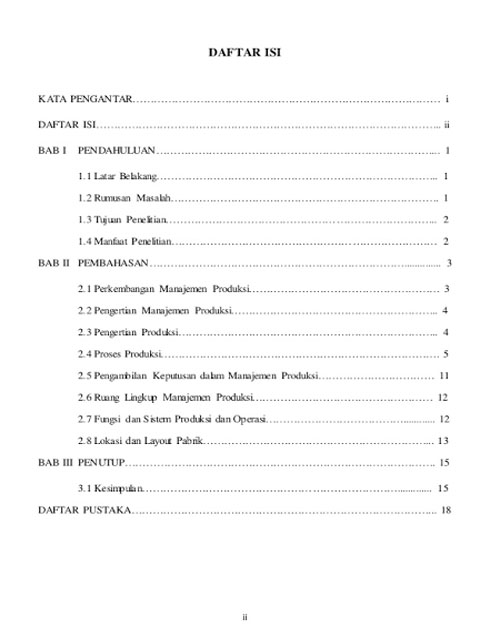 DAFTAR ISI
KATA PENGANTAR…………………………………………………………………………… i
DAFTAR ISI…………………………………………………………………………………….. ii
BAB I PENDAHULUAN…………………………………………………………………….... 1
1.1 Latar Belakang…………………………………………………………………….. 1
1.2 Rumusan Masalah…………………………………………………………………. 1
1.3 Tujuan Penelitian…………………………………………………………………... 2
1.4 Manfaat Penelitian………………………………………………………………… 2
BAB II PEMBAHASAN……………………………………………………………….............. 3
2.1 Perkembangan Manajemen Produksi……………………………………………… 3
2.2 Pengertian Manajemen Produksi………………………………………………….. 4
2.3 Pengertian Produksi……………………………………………………………….. 4
2.4 Proses Produksi…………………………………………………………………… 5
2.5 Pengambilan Keputusan dalam Manajemen Produksi…………………………… 11
2.6 Ruang Lingkup Manajemen Produksi…………………………………………… 12
2.7 Fungsi dan Sistem Produksi dan Operasi…………………………………............ 12
2.8 Lokasi dan Layout Pabrik………………………………………………………... 13
BAB III PENUTUP……………………………………………………………………………. 15
3.1 Kesimpulan………………………………………………………………............. 15
DAFTAR PUSTAKA…………………………………………………………………………... 18
ii